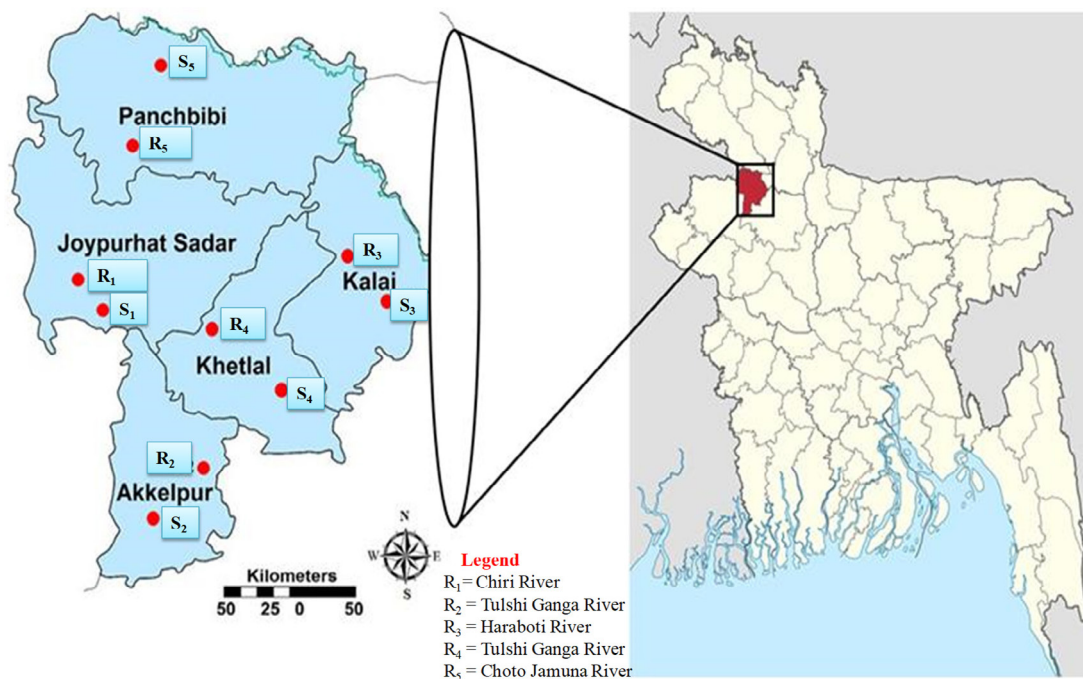 S₅
Panchbibi
R₅
Joypurhat Sadar
R₃
R₁
Kalai
S₁
S₃
R₄
Khetlal
S₄
R₂
Akkelpur
S₂
N
W E
S
Kilometers
50 25 0 50
Legend
R₁= Chiri River
R₂ = Tulshi Ganga River
R₃ = Haraboti River
R₄ = Tulshi Ganga River
R₅ = Choto Jamuna River